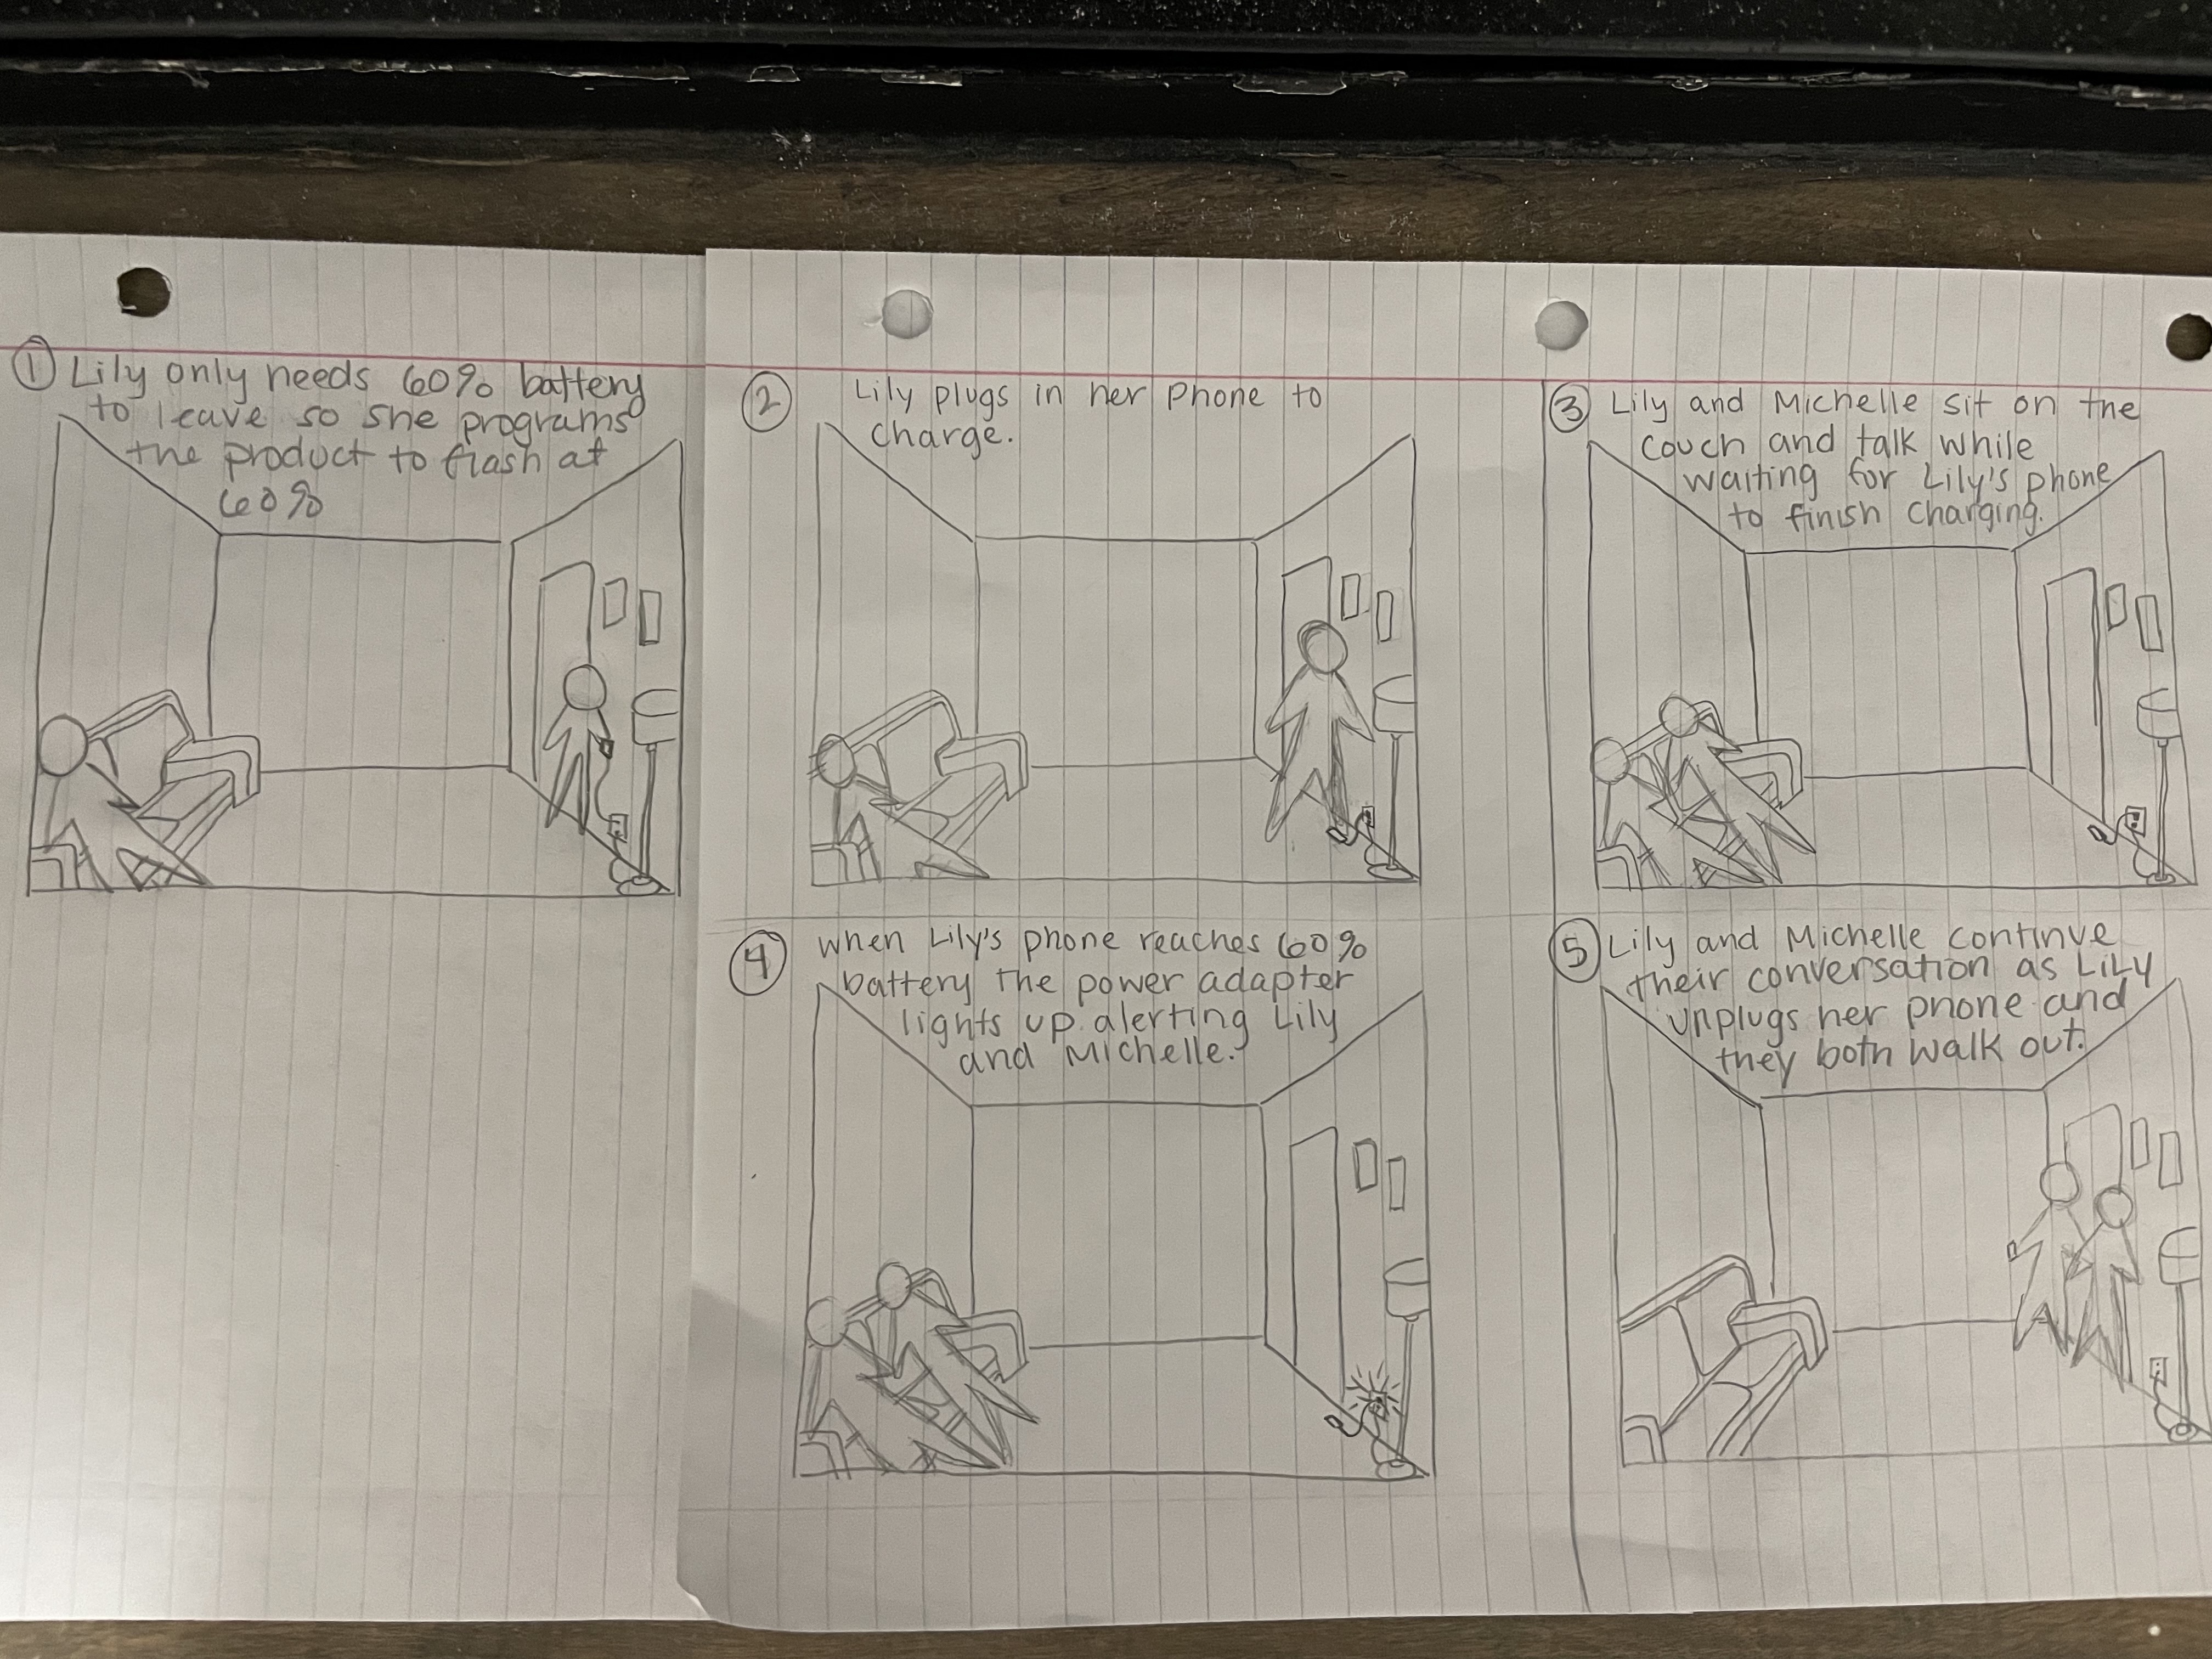 ① Lily only needs 60% battery
to leave so she programs
the product to flash at
60%
② Lily plugs in her phone to
charge.
③ Lily and Michelle sit on the
couch and talk while
waiting for Lily's phone
to finish charging.
④ when Lily's phone reaches 60%
battery the power adapter
lights up alerting Lily
and Michelle.
⑤ Lily and Michelle continue
their conversation as LiLy
unplugs her phone and
they both walk out.